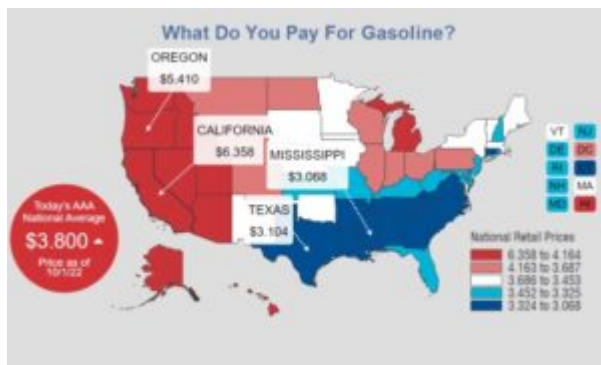 What Do You Pay For Gasoline?
OREGON
$5.410
CALIFORNIA
$6.358
MISSISSIPPI
$3.068
TEXAS
$3.104
Today's AAA
National Average
$3.800
Price as of
10/1/22
VT NJ
DE DC
RI CT
NH MA
MD HI
National Retail Prices
6.358 to 4.164
4.163 to 3.687
3.686 to 3.453
3.452 to 3.325
3.324 to 3.068